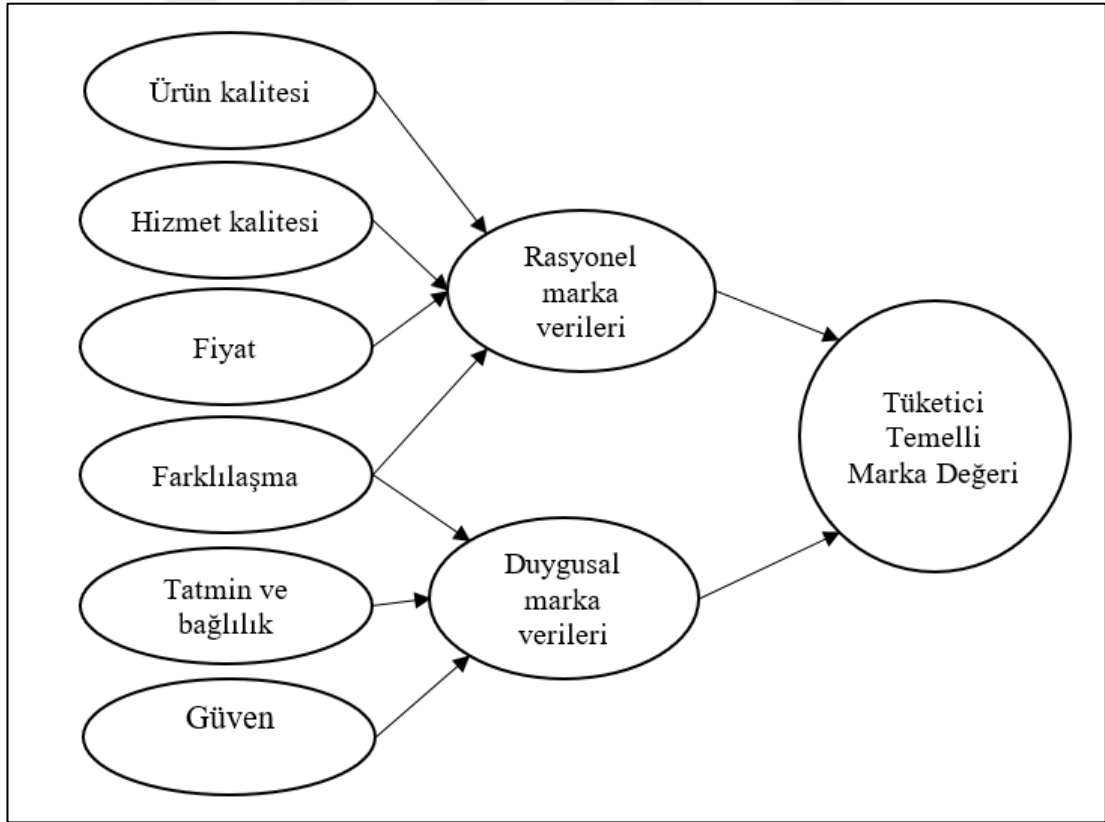 Ürün kalitesi
Hizmet kalitesi
Fiyat
Farklılaşma
Tatmin ve
bağlılık
Güven
Rasyonel
marka
verileri
Duygusal
marka
verileri
Tüketici
Temelli
Marka Değeri